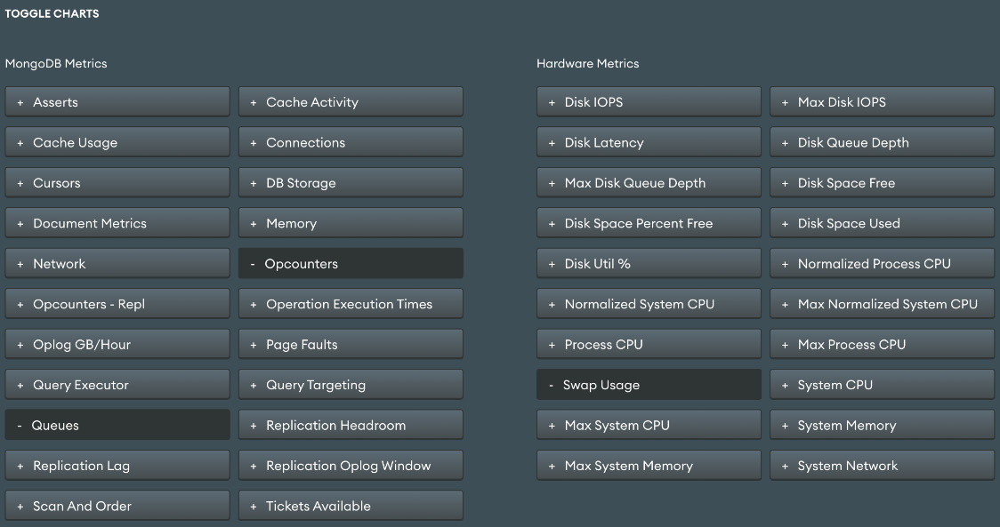 TOGGLE CHARTS
MongoDB Metrics
+ Asserts
+ Cache Activity
+ Cache Usage
+ Connections
+ Cursors
+ DB Storage
+ Document Metrics
+ Memory
+ Network
- Opcounters
+ Opcounters - Repl
+ Operation Execution Times
+ Oplog GB/Hour
+ Page Faults
+ Query Executor
+ Query Targeting
- Queues
+ Replication Headroom
+ Replication Lag
+ Replication Oplog Window
+ Scan And Order
+ Tickets Available
Hardware Metrics
+ Disk IOPS
+ Max Disk IOPS
+ Disk Latency
+ Disk Queue Depth
+ Max Disk Queue Depth
+ Disk Space Free
+ Disk Space Percent Free
+ Disk Space Used
+ Disk Util %
+ Normalized Process CPU
+ Normalized System CPU
+ Max Normalized System CPU
+ Process CPU
+ Max Process CPU
- Swap Usage
+ System CPU
+ Max System CPU
+ System Memory
+ Max System Memory
+ System Network